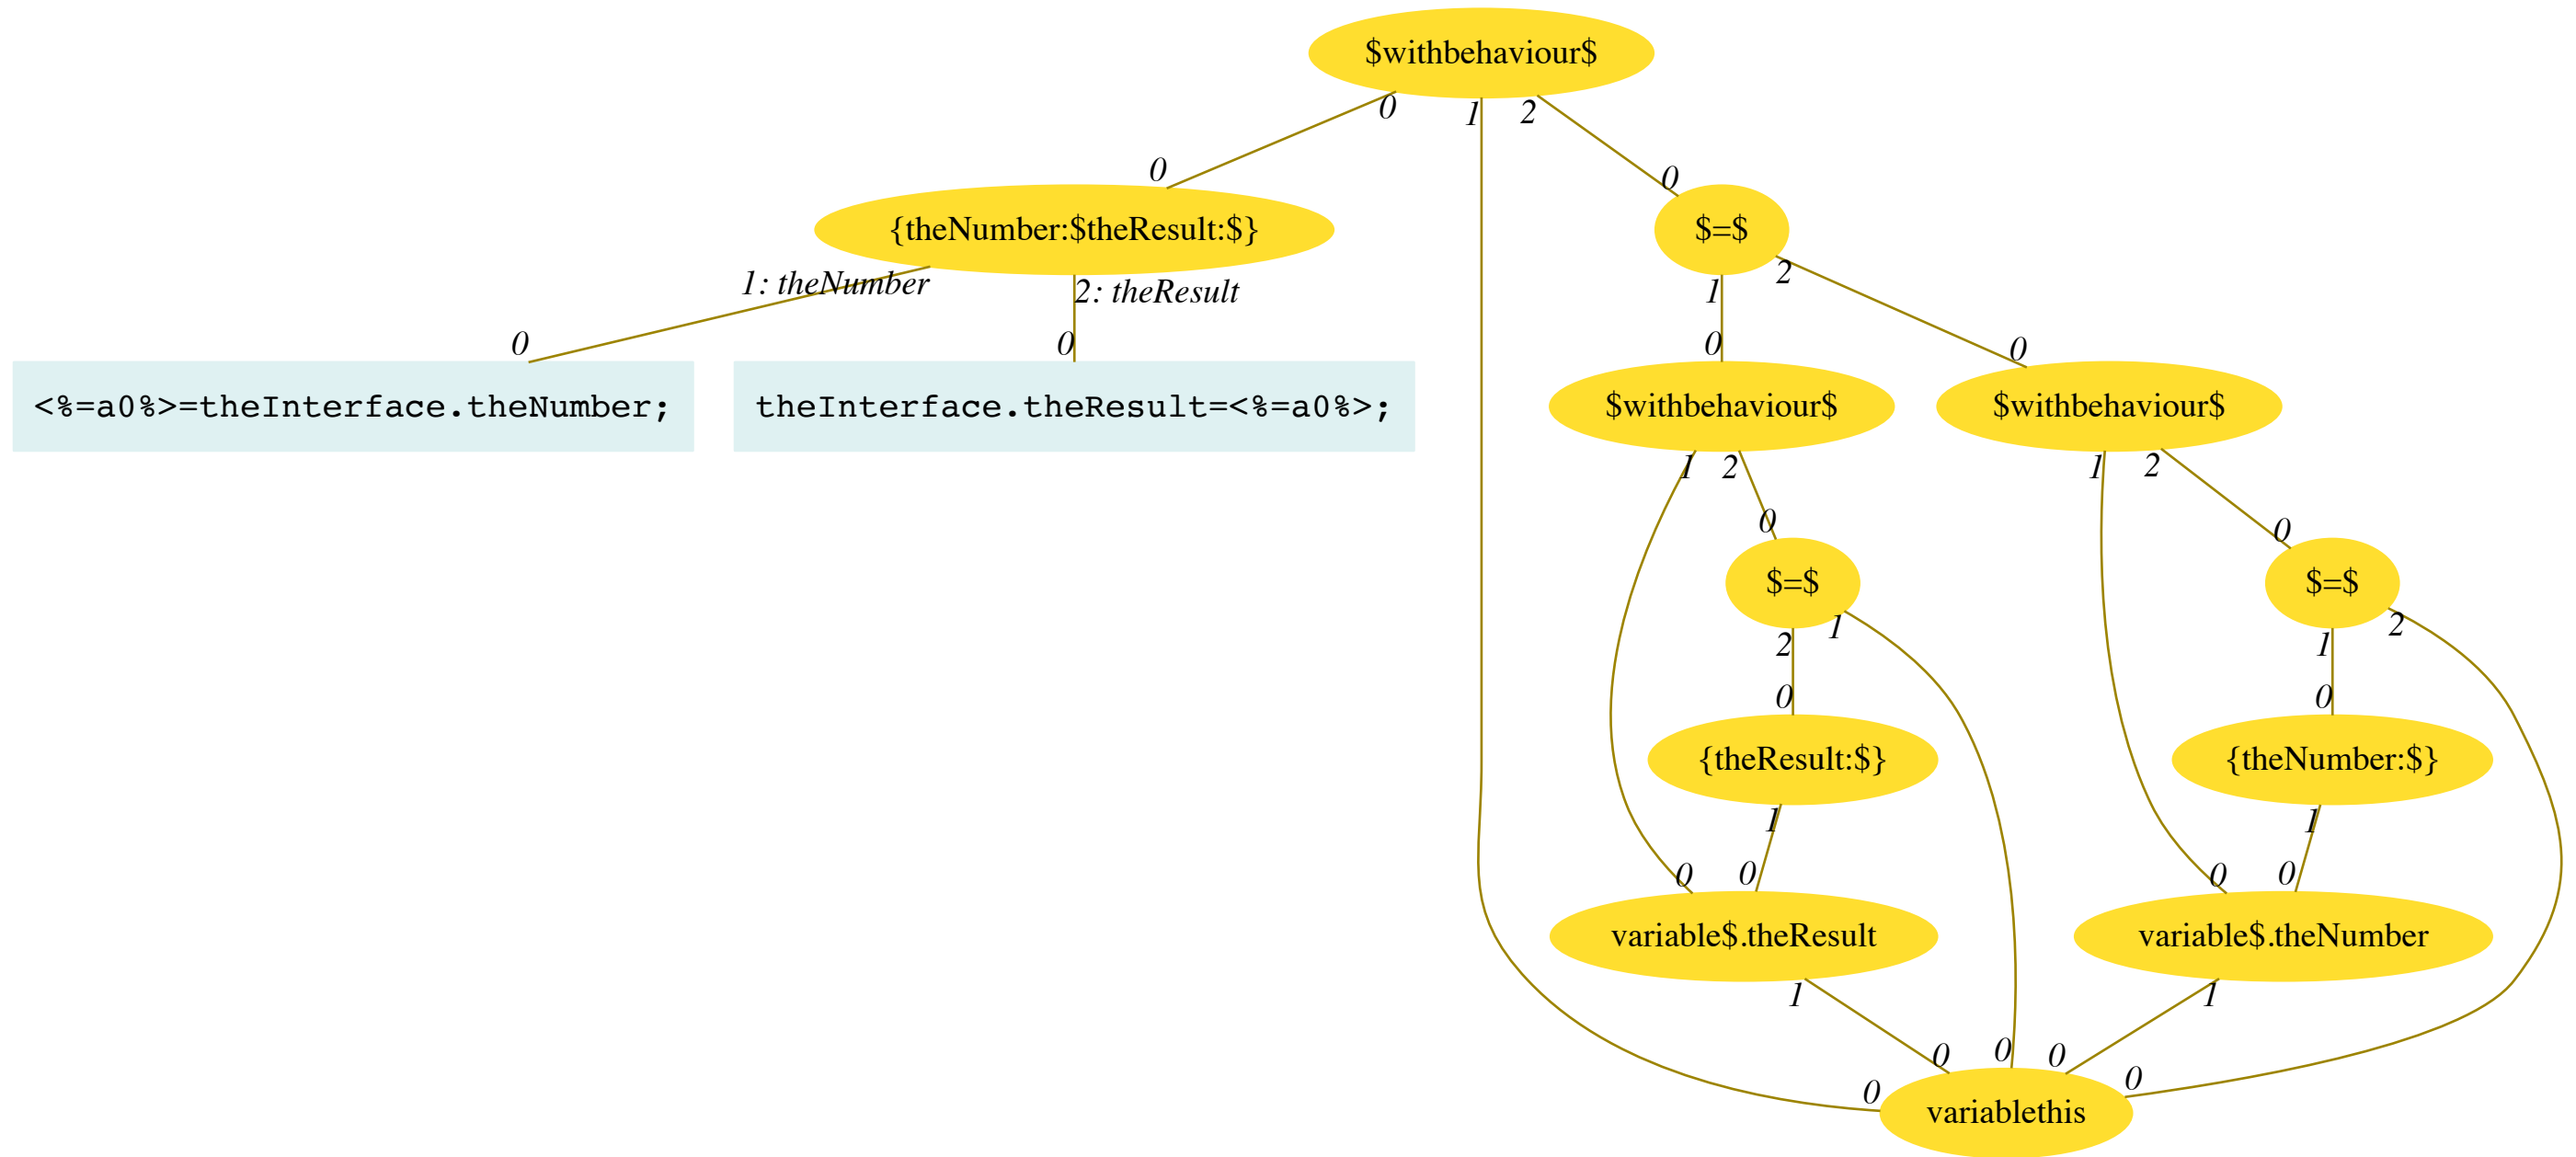 $withbehaviour$
0 1 2
0 0
{theNumber:$theResult:$} $=$
1: theNumber 2: theResult 1 2
0 0 0 0
<%=a0%>=theInterface.theNumber; theInterface.theResult=<%=a0%>; $withbehaviour$ $withbehaviour$
1 2 1 2
0 0
$=$ $=$
2 1 1 2
0 0
{theResult:$} {theNumber:$}
1 1
0 0 0 0
variable$.theResult variable$.theNumber
1 1
0 0 0 0 0
variablethis